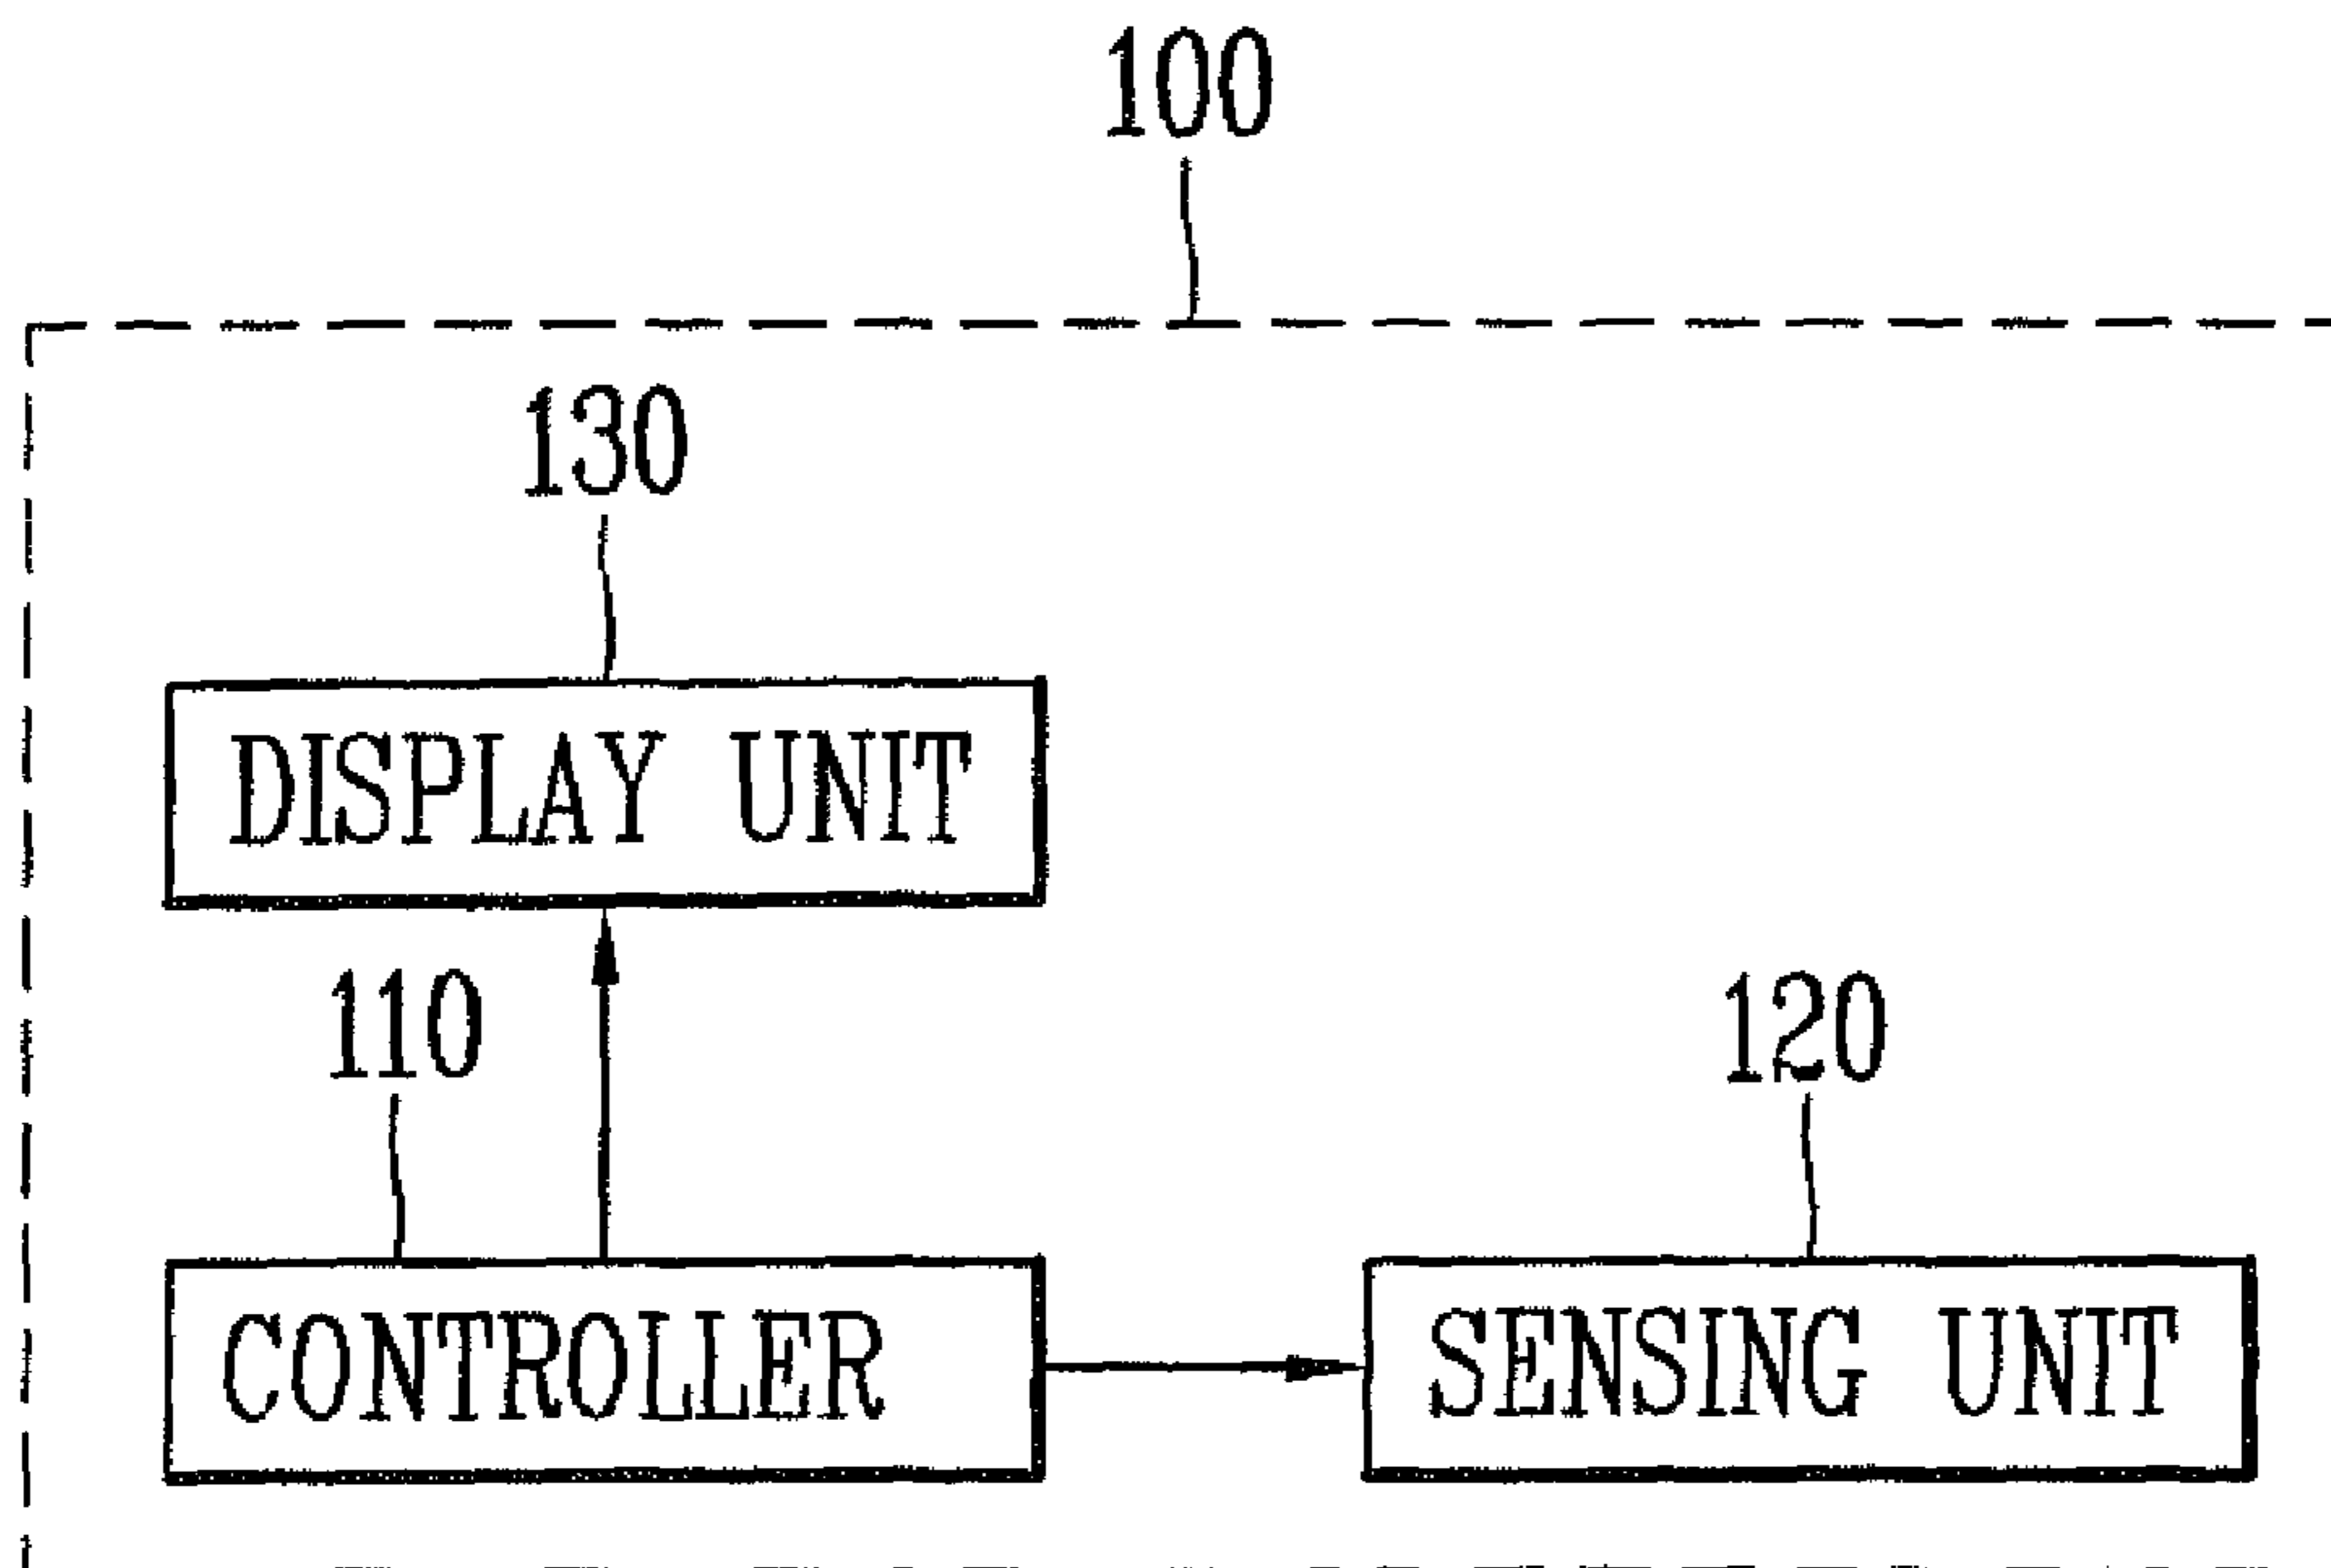 100
130
DISPLAY UNIT
110
120
CONTROLLER
SENSING UNIT